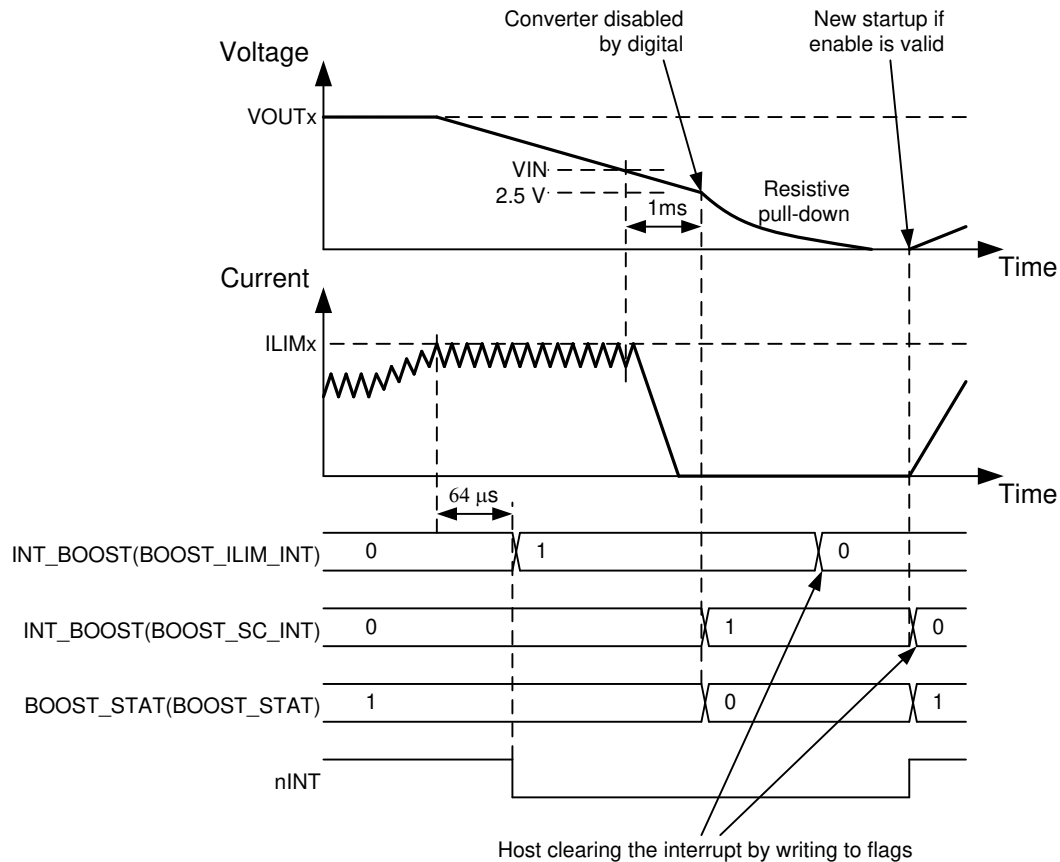 Converter disabled
by digital
New startup if
enable is valid
Voltage
VOUTx
VIN
2.5 V
1ms
Resistive
pull-down
Time
Current
ILIMx
Time
64 µs
INT_BOOST(BOOST_ILIM_INT) 0 1 0
INT_BOOST(BOOST_SC_INT) 0 1 0
BOOST_STAT(BOOST_STAT) 1 0 1
nINT
Host clearing the interrupt by writing to flags